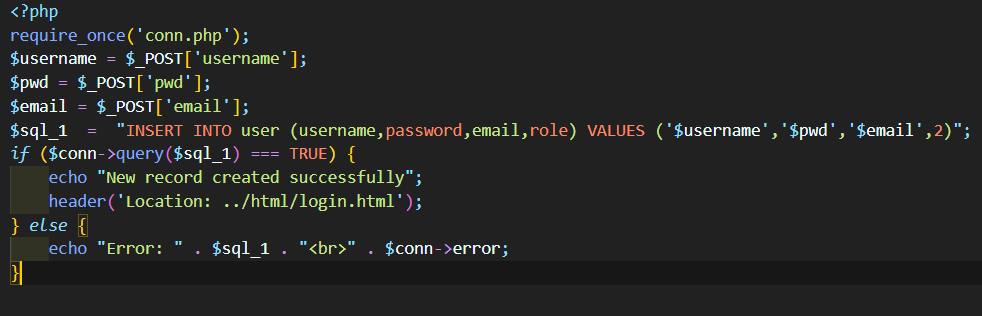 <?php
require_once('conn.php');
$username = $_POST['username'];
$pwd = $_POST['pwd'];
$email = $_POST['email'];
$sql_1  =  "INSERT INTO user (username,password,email,role) VALUES ('$username','$pwd','$email',2)";
if ($conn->query($sql_1) === TRUE) {
    echo "New record created successfully";
    header('Location: ../html/login.html');
} else {
    echo "Error: " . $sql_1 . "<br>" . $conn->error;
}